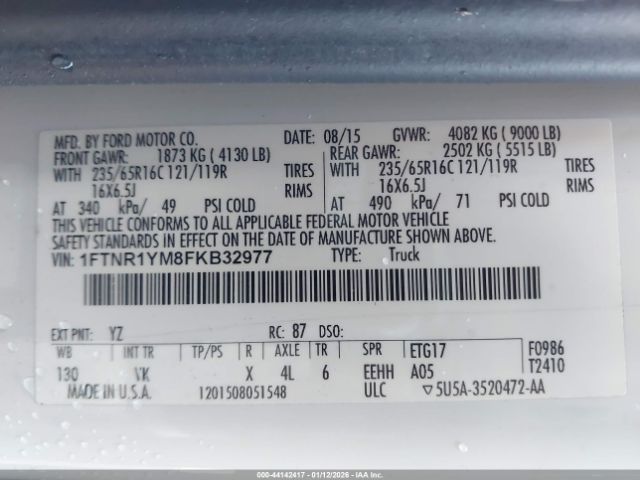 MFD. BY FORD MOTOR CO. DATE: 08/15 GVWR: 4082 KG ( 9000 LB)
FRONT GAWR: 1873 KG ( 4130 LB) REAR GAWR: 2502 KG ( 5515 LB)
WITH 235/65R16C 121/119R TIRES WITH 235/65R16C 121/119R TIRES
16X6.5J RIMS 16X6.5J RIMS
AT 340 kPa/ 49 PSI COLD AT 490 kPa/ 71 PSI COLD
THIS VEHICLE CONFORMS TO ALL APPLICABLE FEDERAL MOTOR VEHICLE
SAFETY STANDARDS IN EFFECT ON THE DATE OF MANUFACTURE SHOWN ABOVE.
VIN: 1FTNR1YM8FKB32977 TYPE: Truck
EXT PNT: YZ RC: 87 DSO:
WB INT TR TP/PS R AXLE TR SPR ETG17 F0986
130 VK X 4L 6 EEHH A05 T2410
MADE IN U.S.A. 1201508051548 ULC 5U5A-3520472-AA
000-44142417 - 01/12/2026 - IAA Inc.